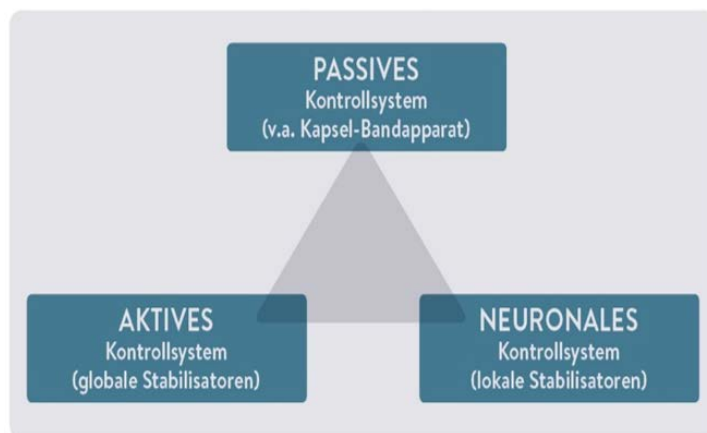 PASSIVES
Kontrollsystem
(v.a. Kapsel-Bandapparat)
AKTIVES
Kontrollsystem
(globale Stabilisatoren)
NEURONALES
Kontrollsystem
(lokale Stabilisatoren)